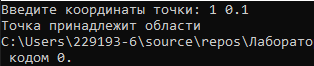 Введите координаты точки: 1 0.1
Точка принадлежит области
C:\Users\229193-6\source\repos\Лаборато
 кодом 0.